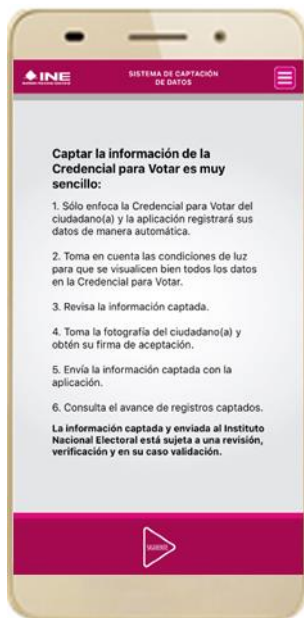 INE
SISTEMA DE CAPTACIÓN
DE DATOS
Captar la información de la
Credencial para Votar es muy
sencillo:
1. Sólo enfoca la Credencial para Votar del
ciudadano(a) y la aplicación registrará sus
datos de manera automática.
2. Toma en cuenta las condiciones de luz
para que se visualicen bien todos los datos
en la Credencial para Votar.
3. Revisa la información captada.
4. Toma la fotografía del ciudadano(a) y
obtén su firma de aceptación.
5. Envía la información captada con la
aplicación.
6. Consulta el avance de registros captados.
La información captada y enviada al Instituto
Nacional Electoral está sujeta a una revisión,
verificación y en su caso validación.
SIGUIENTE